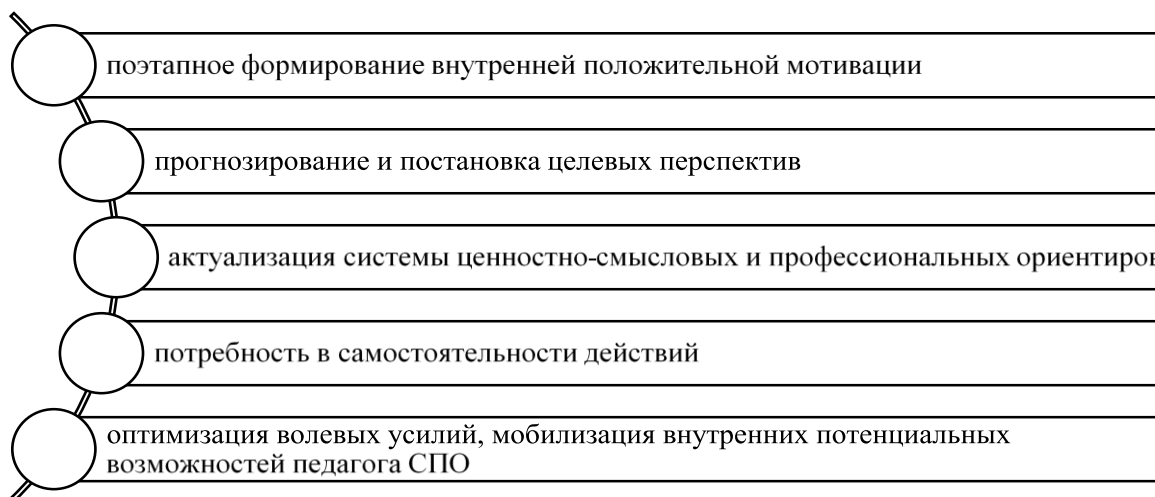 поэтапное формирование внутренней положительной мотивации
прогнозирование и постановка целевых перспектив
актуализация системы ценностно-смысловых и профессиональных ориентиров
потребность в самостоятельности действий
оптимизация волевых усилий, мобилизация внутренних потенциальных
возможностей педагога СПО